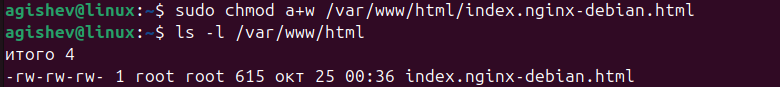 agishev@linux:~$ sudo chmod a+w /var/www/html/index.nginx-debian.html
agishev@linux:~$ ls -l /var/www/html
итого 4
-rw-rw-rw- 1 root root 615 окт 25 00:36 index.nginx-debian.html